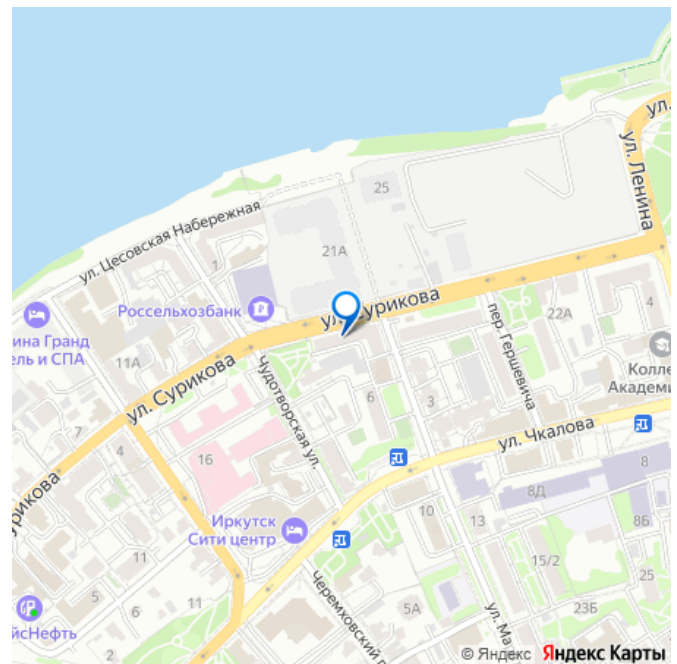 ул.
ул. Ленина
25
ул. Цесовская Набережная
21А
1
Россельхозбанк
ул. Сурикова
22А
4
пер. Гершевича
ина Гранд
ель и СПА
11А
Колле
Академи
ул. Сурикова
Чудотворская ул.
6
3
7
4
ул. Чкалова
16
8
8Д
урикова
10
13
8Б
Иркутск
Сити центр
11
15/2
25
5
6
11
5А
23Б
йсНефть
2
Черемховский п
ул. Ма
© Яндекс Яндекс Карты